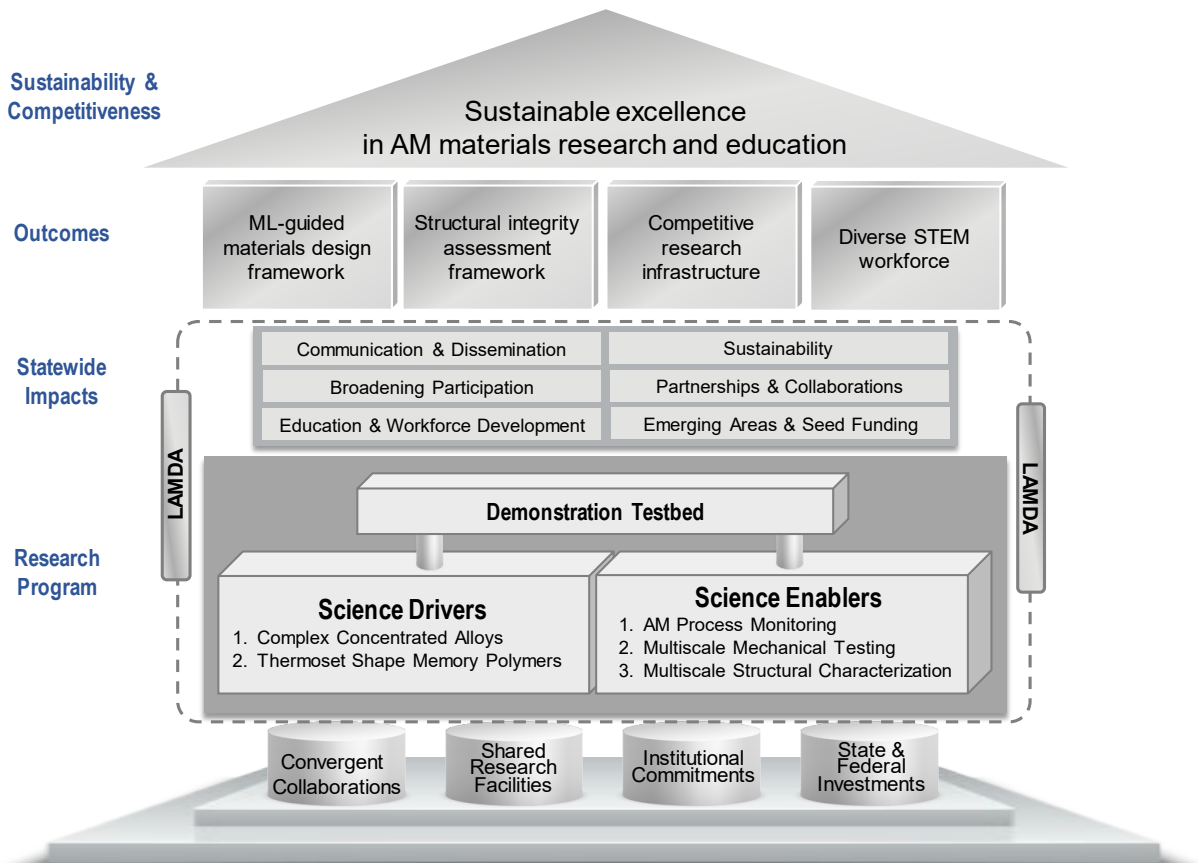 Sustainability &
Competitiveness
Sustainable excellence
in AM materials research and education
Outcomes
ML-guided
materials design
framework
Structural integrity
assessment
framework
Competitive
research
infrastructure
Diverse STEM
workforce
Statewide
Impacts
Communication & Dissemination
Sustainability
Broadening Participation
Partnerships & Collaborations
Education & Workforce Development
Emerging Areas & Seed Funding
LAMDA
LAMDA
Research
Program
Demonstration Testbed
Science Drivers
1. Complex Concentrated Alloys
2. Thermoset Shape Memory Polymers
Science Enablers
1. AM Process Monitoring
2. Multiscale Mechanical Testing
3. Multiscale Structural Characterization
Convergent
Collaborations
Shared
Research
Facilities
Institutional
Commitments
State &
Federal
Investments